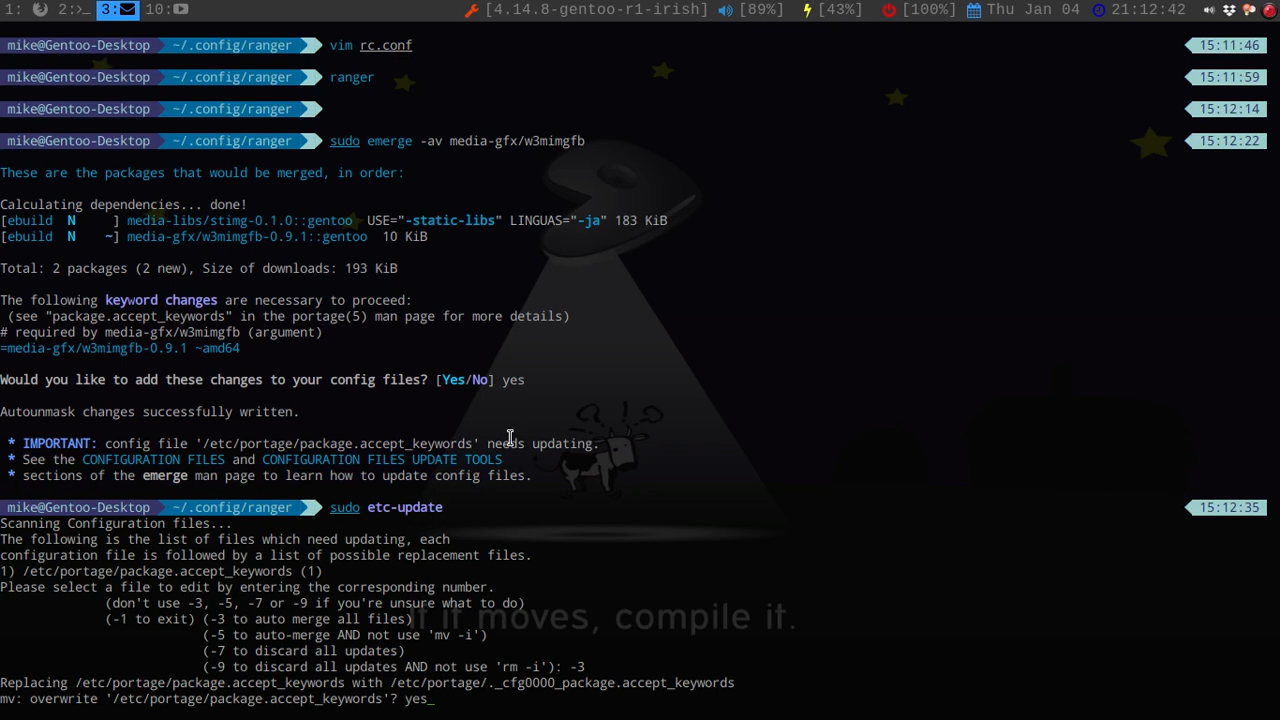 1: 2:>_ 3: 10: [4.14.8-gentoo-r1-irish] [89%] [43%] [100%] Thu Jan 04 21:12:42
mike@Gentoo-Desktop ~/.config/ranger vim rc.conf 15:11:46
mike@Gentoo-Desktop ~/.config/ranger ranger 15:11:59
mike@Gentoo-Desktop ~/.config/ranger 15:12:14
mike@Gentoo-Desktop ~/.config/ranger sudo emerge -av media-gfx/w3mimgfb 15:12:22
These are the packages that would be merged, in order:
Calculating dependencies... done!
[ebuild  N     ] media-libs/stimg-0.1.0::gentoo  USE="-static-libs" LINGUAS="-ja" 183 KiB
[ebuild  N    ~] media-gfx/w3mimgfb-0.9.1::gentoo  10 KiB
Total: 2 packages (2 new), Size of downloads: 193 KiB
The following keyword changes are necessary to proceed:
(see "package.accept_keywords" in the portage(5) man page for more details)
# required by media-gfx/w3mimgfb (argument)
=media-gfx/w3mimgfb-0.9.1 ~amd64
Would you like to add these changes to your config files? [Yes/No] yes
Autounmask changes successfully written.
* IMPORTANT: config file '/etc/portage/package.accept_keywords' needs updating.
* See the CONFIGURATION FILES and CONFIGURATION FILES UPDATE TOOLS
* sections of the emerge man page to learn how to update config files.
mike@Gentoo-Desktop ~/.config/ranger sudo etc-update 15:12:35
Scanning Configuration files...
The following is the list of files which need updating, each
configuration file is followed by a list of possible replacement files.
1) /etc/portage/package.accept_keywords (1)
Please select a file to edit by entering the corresponding number.
(don't use -3, -5, -7 or -9 if you're unsure what to do)
(-1 to exit) (-3 to auto merge all files)
If it moves, compile it.
(-5 to auto-merge AND not use 'mv -i')
(-7 to discard all updates)
(-9 to discard all updates AND not use 'rm -i'): -3
Replacing /etc/portage/package.accept_keywords with /etc/portage/._cfg0000_package.accept_keywords
mv: overwrite '/etc/portage/package.accept_keywords'? yes_